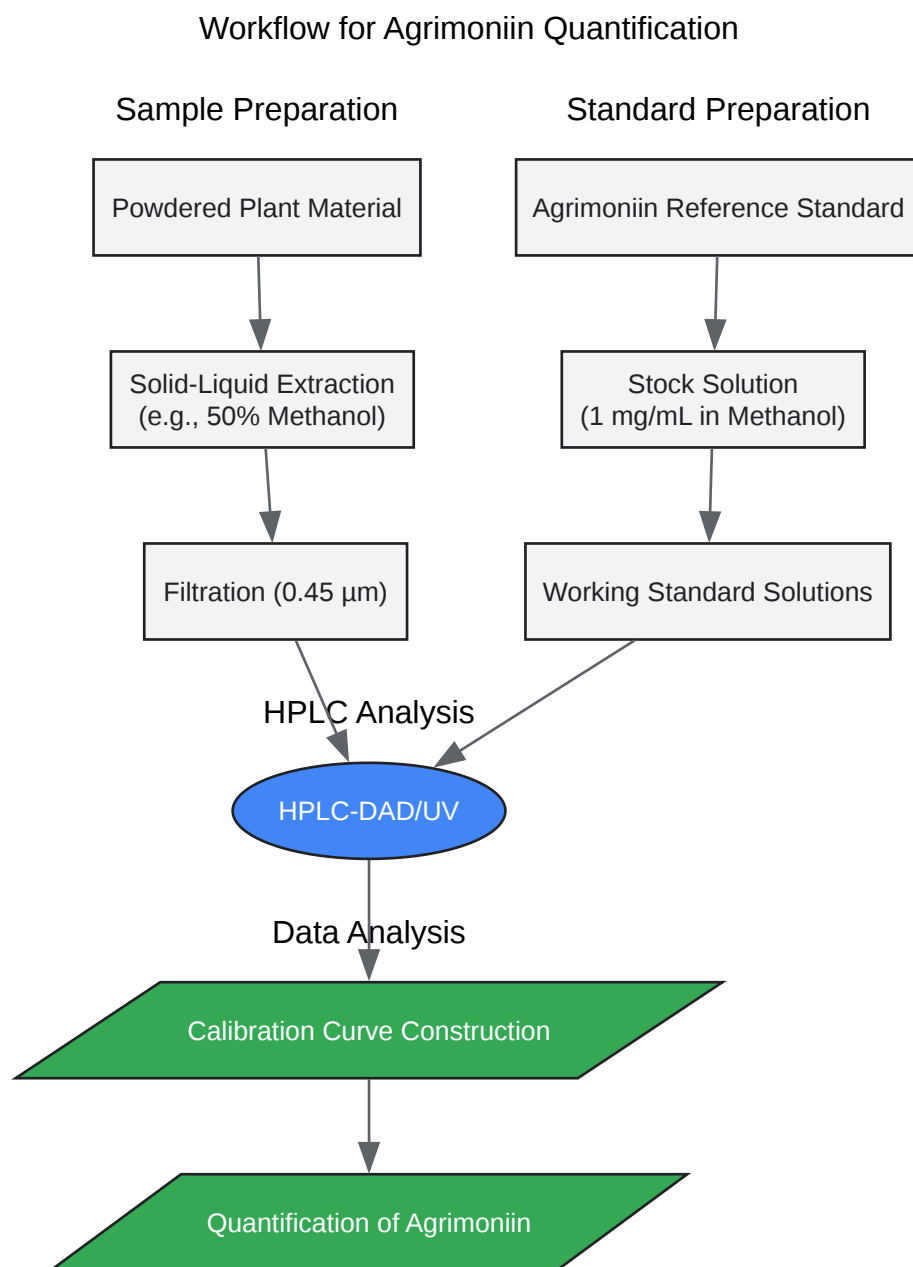 Workflow for Agrimoniin Quantification
Sample Preparation
Standard Preparation
Powdered Plant Material
Agrimoniin Reference Standard
Solid-Liquid Extraction
(e.g., 50% Methanol)
Stock Solution
(1 mg/mL in Methanol)
Filtration (0.45 µm)
Working Standard Solutions
HPLC Analysis
HPLC-DAD/UV
Data Analysis
Calibration Curve Construction
Quantification of Agrimoniin